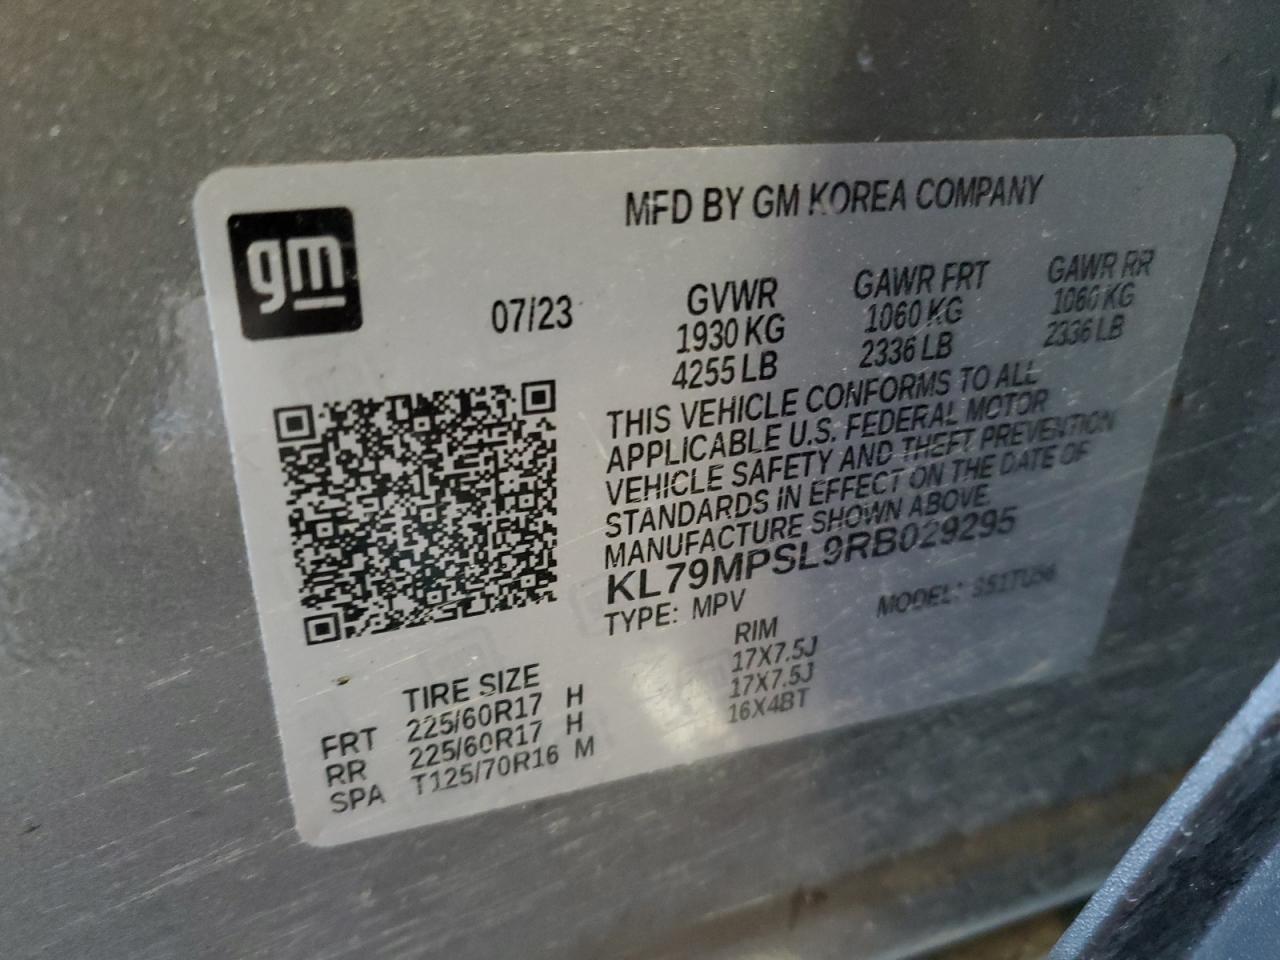 gm
MFD BY GM KOREA COMPANY
07/23
GVWR GAWR FRT GAWR RR
1930 KG 1060 KG 1060 KG
4255 LB 2336 LB 2336 LB
THIS VEHICLE CONFORMS TO ALL
APPLICABLE U.S. FEDERAL MOTOR
VEHICLE SAFETY AND THEFT PREVENTION
STANDARDS IN EFFECT ON THE DATE OF
MANUFACTURE SHOWN ABOVE.
KL79MPSL9RB029295
TYPE: MPV MODEL:
TIRE SIZE RIM
FRT 225/60R17 H 17X7.5J
RR 225/60R17 H 17X7.5J
SPA T125/70R16 M 16X4BT